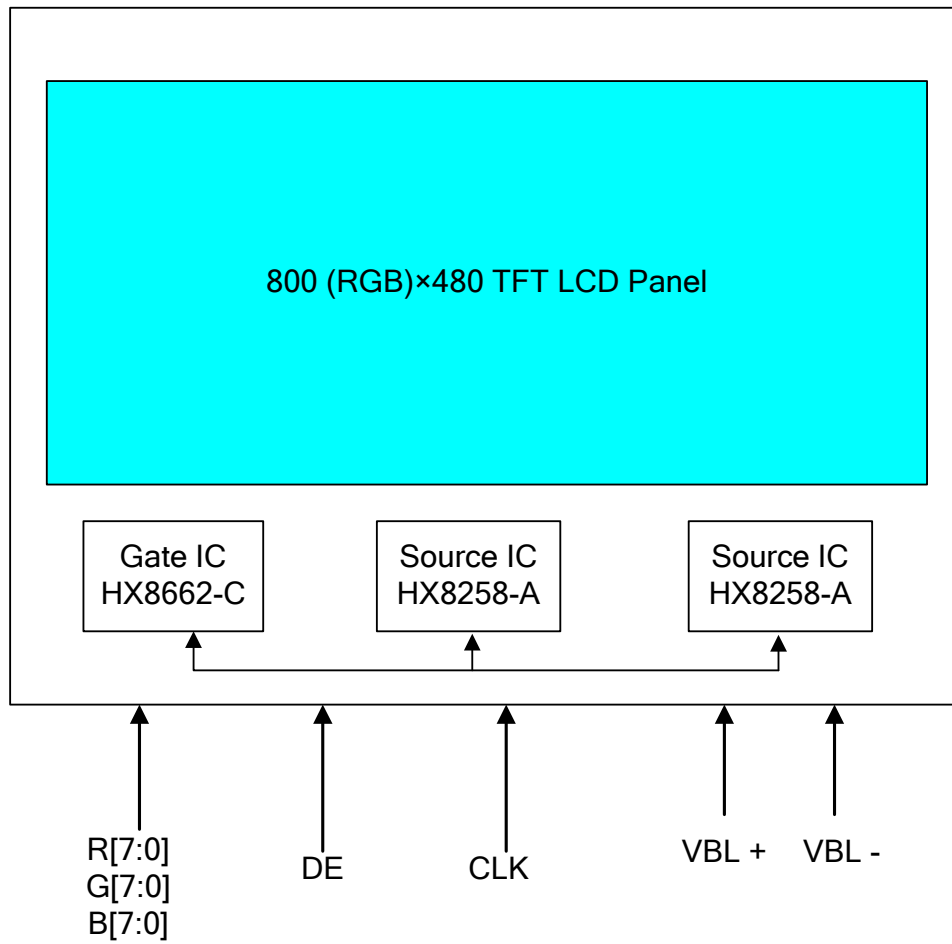 800 (RGB)×480 TFT LCD Panel
Gate IC
HX8662-C
Source IC
HX8258-A
Source IC
HX8258-A
R[7:0]
G[7:0]
B[7:0]
DE
CLK
VBL +
VBL -